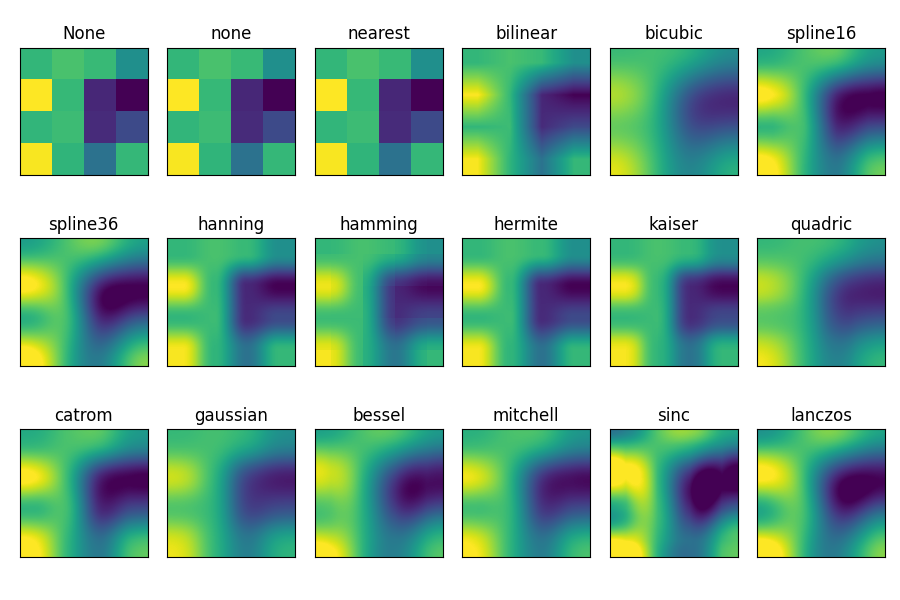 None none nearest bilinear bicubic spline16
spline36 hanning hamming hermite kaiser quadric
catrom gaussian bessel mitchell sinc lanczos